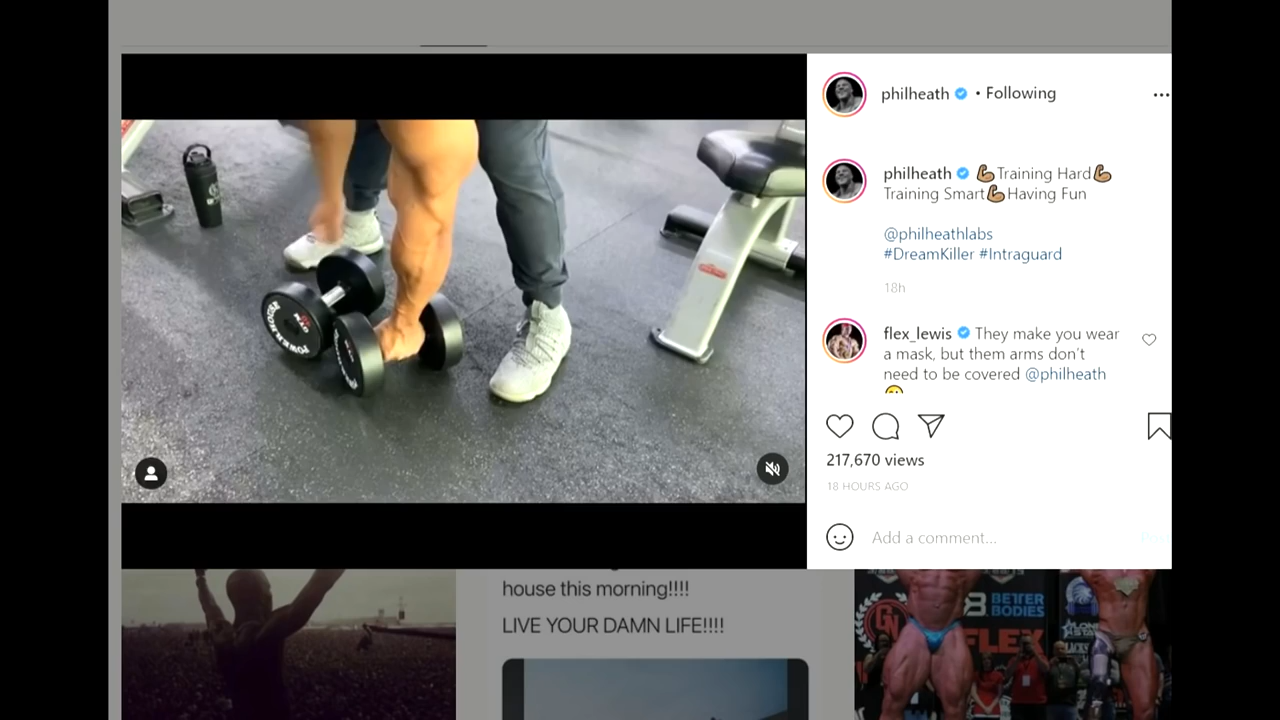 philheath • Following
philheath 💪🏽Training Hard💪🏽
Training Smart💪🏽Having Fun
@philheathlabs
#DreamKiller #Intraguard
18h
flex_lewis They make you wear
a mask, but them arms don't
need to be covered @philheath
217,670 views
18 HOURS AGO
Add a comment...
Post
house this morning!!!!
LIVE YOUR DAMN LIFE!!!!
BETTER
BODIES
FLEX